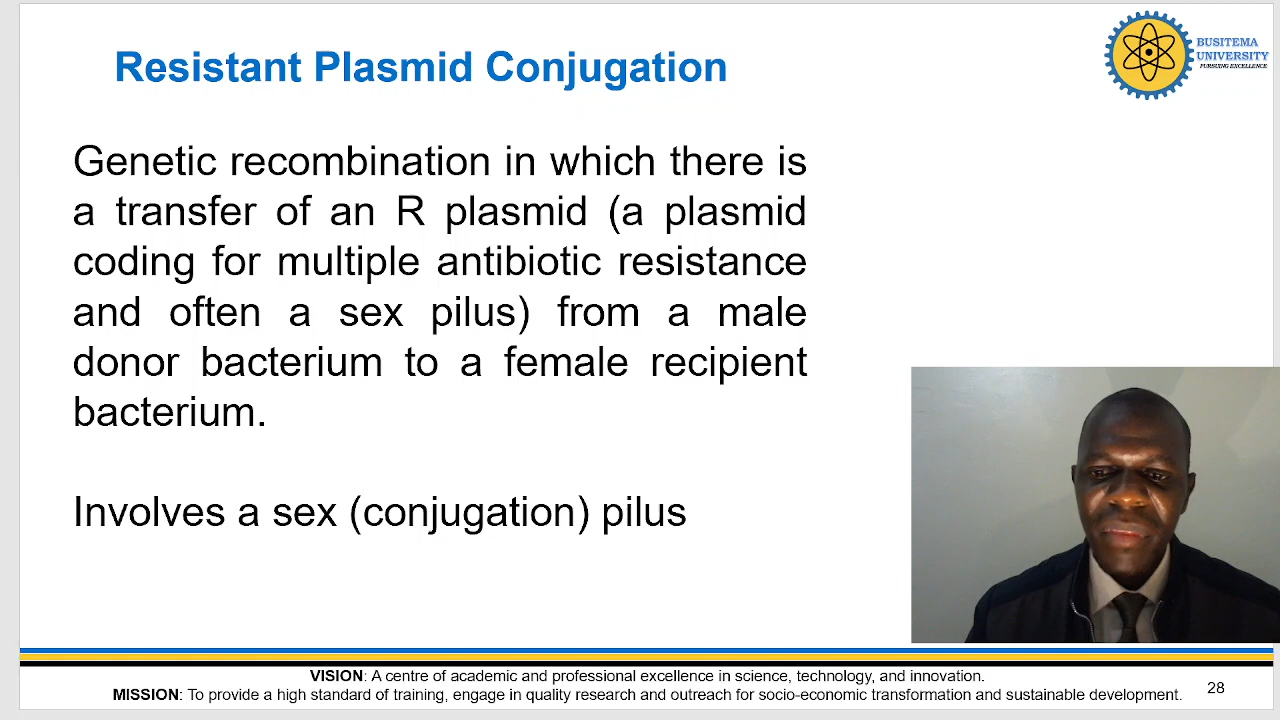 Resistant Plasmid Conjugation
BUSITEMA
UNIVERSITY
PURSUING EXCELLENCE
Genetic recombination in which there is
a transfer of an R plasmid (a plasmid
coding for multiple antibiotic resistance
and often a sex pilus) from a male
donor bacterium to a female recipient
bacterium.
Involves a sex (conjugation) pilus
VISION: A centre of academic and professional excellence in science, technology, and innovation.
MISSION: To provide a high standard of training, engage in quality research and outreach for socio-economic transformation and sustainable development.
28